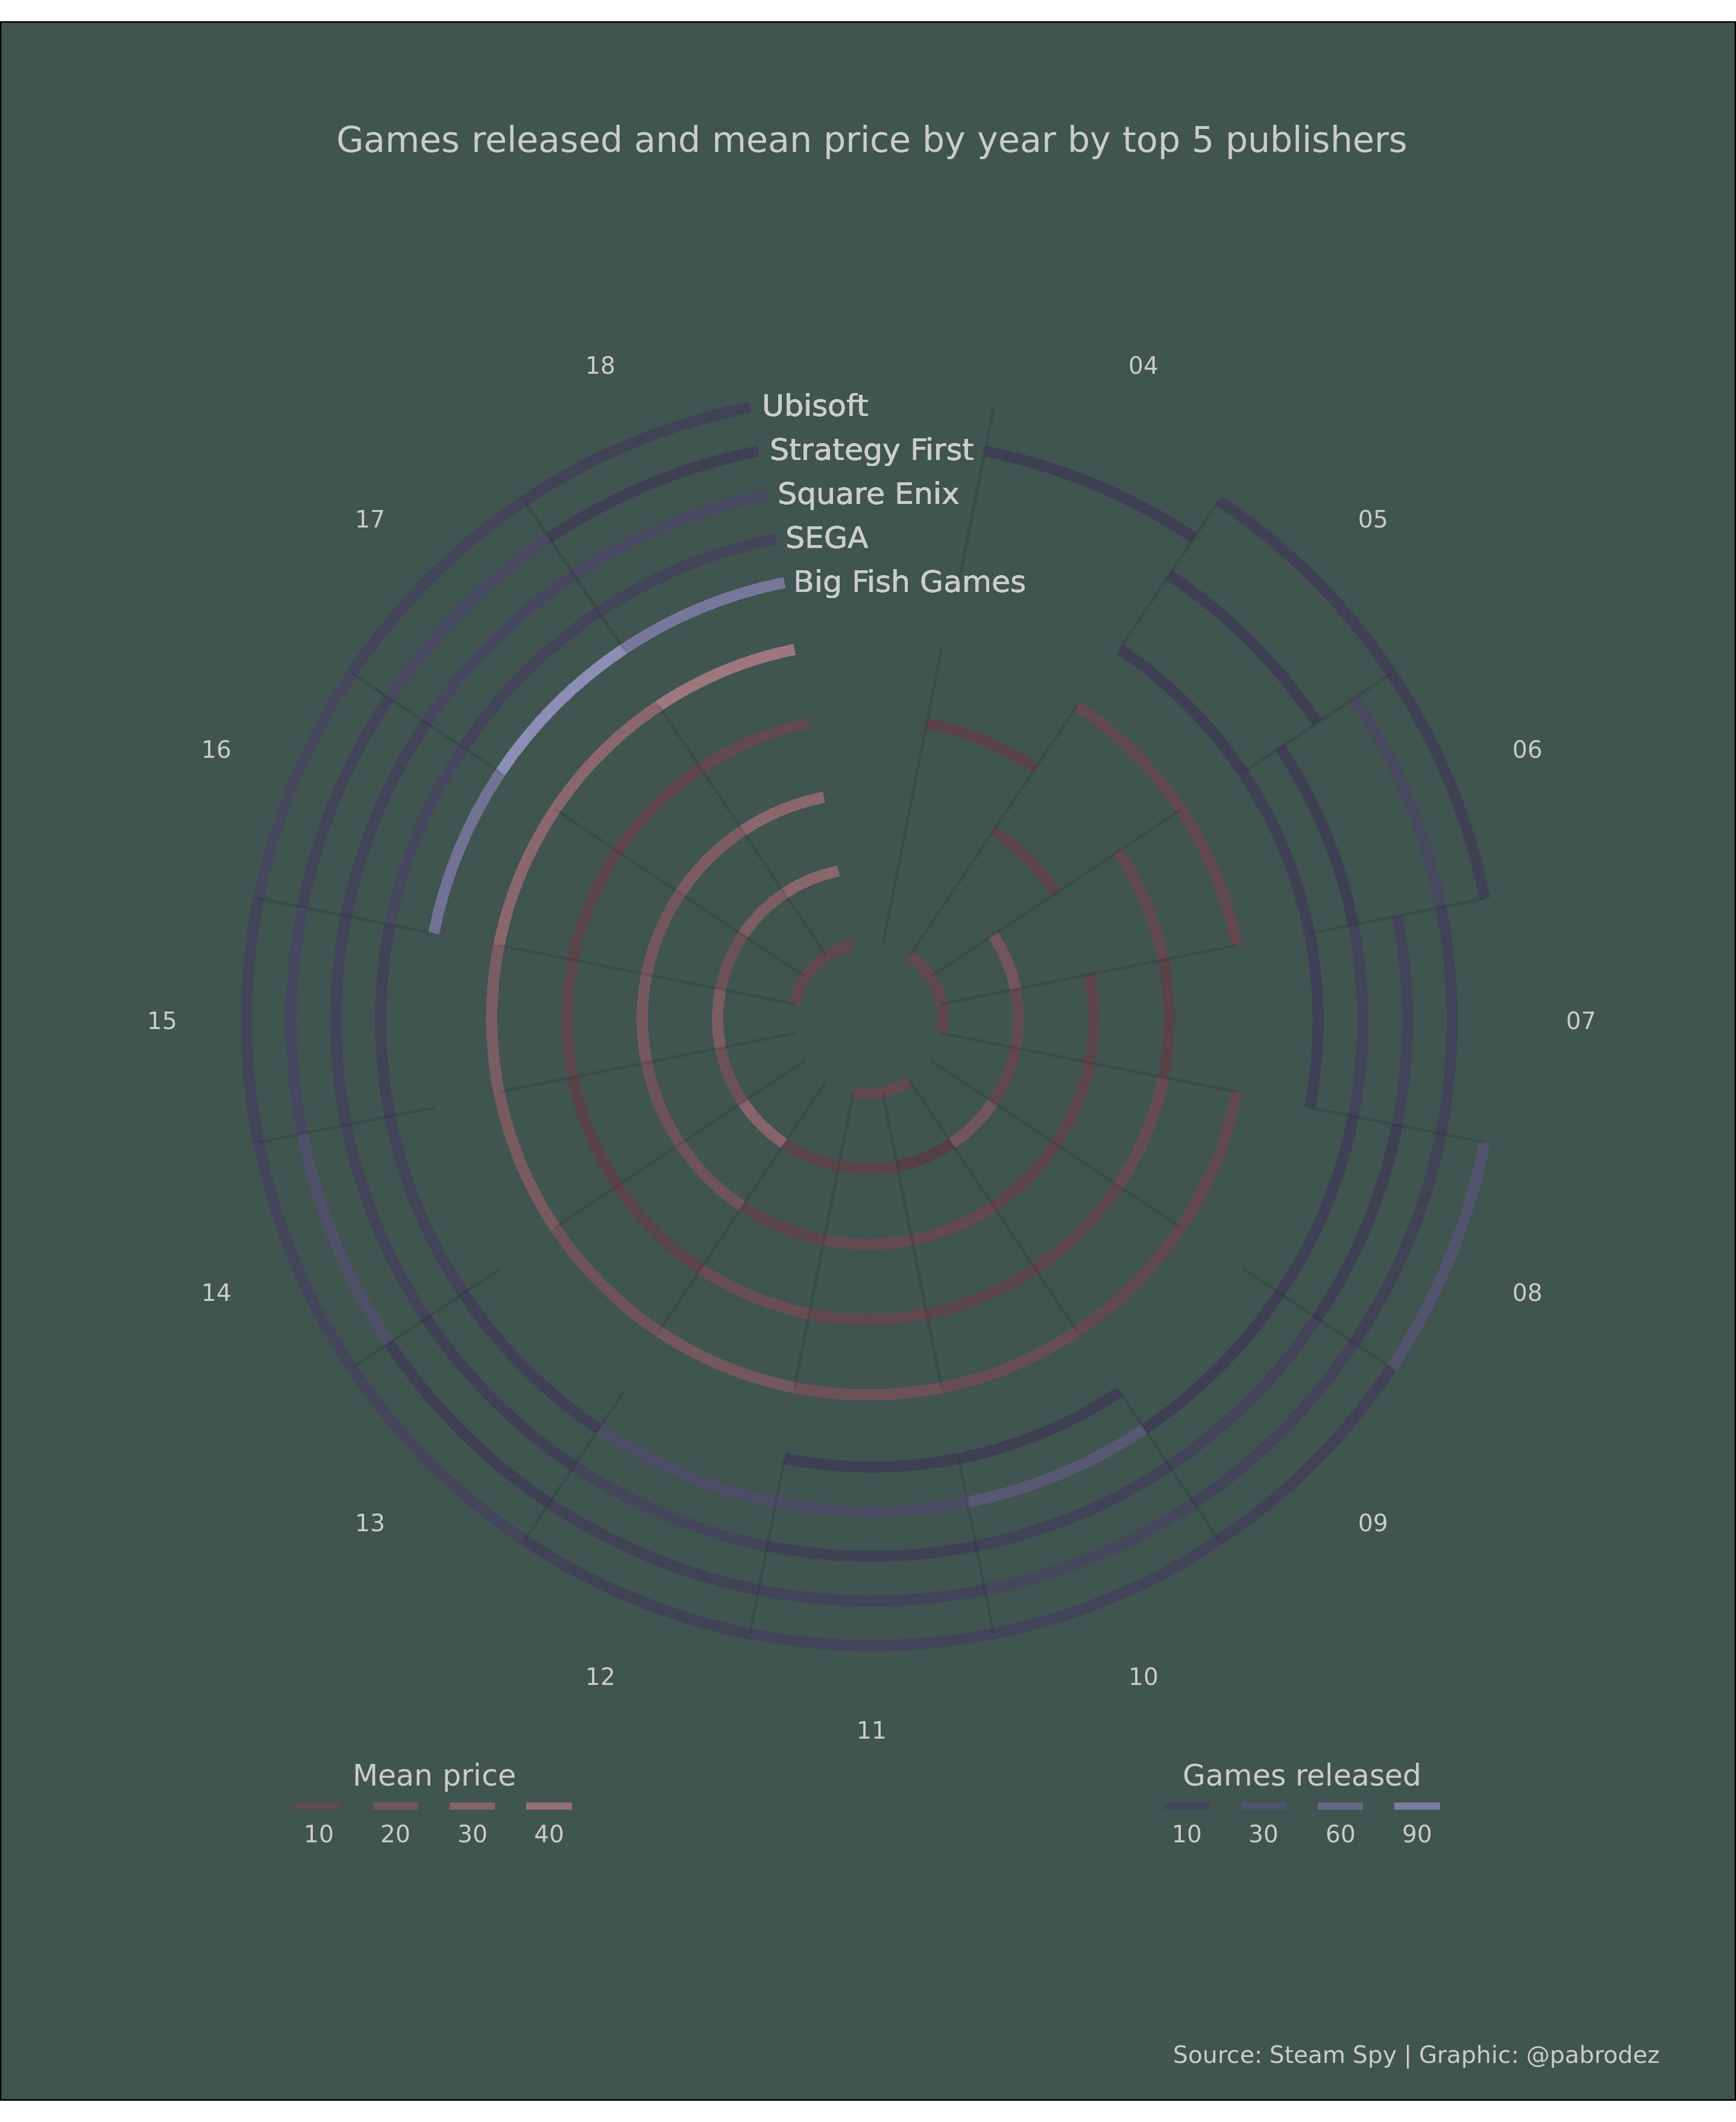 Games released and mean price by year by top 5 publishers
18
04
Ubisoft
Strategy First
Square Enix
SEGA
Big Fish Games
17
05
16
06
15
07
14
08
13
09
12
10
11
Mean price
10 20 30 40
Games released
10 30 60 90
Source: Steam Spy | Graphic: @pabrodez